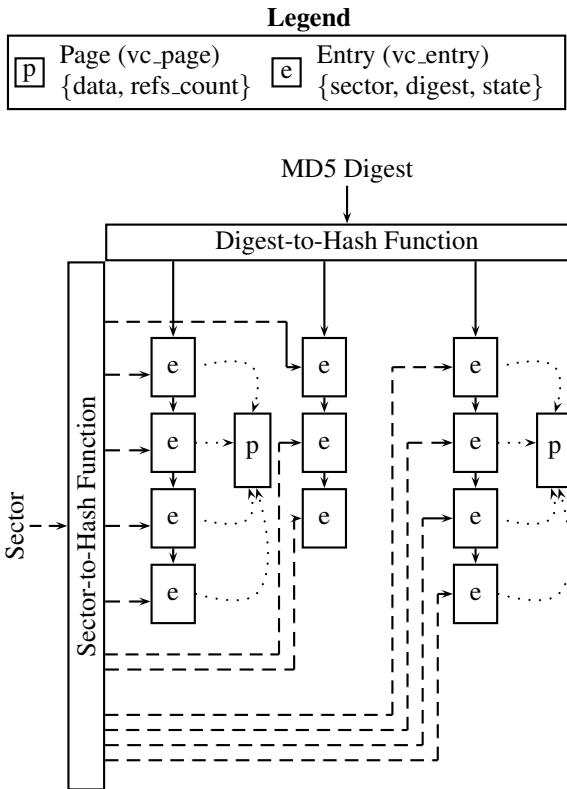 Legend
p Page (vc_page) e Entry (vc_entry)
{data, refs_count} {sector, digest, state}
MD5 Digest
Digest-to-Hash Function
Sector
Sector-to-Hash Function
e e e
e p e e p
e e e
e e